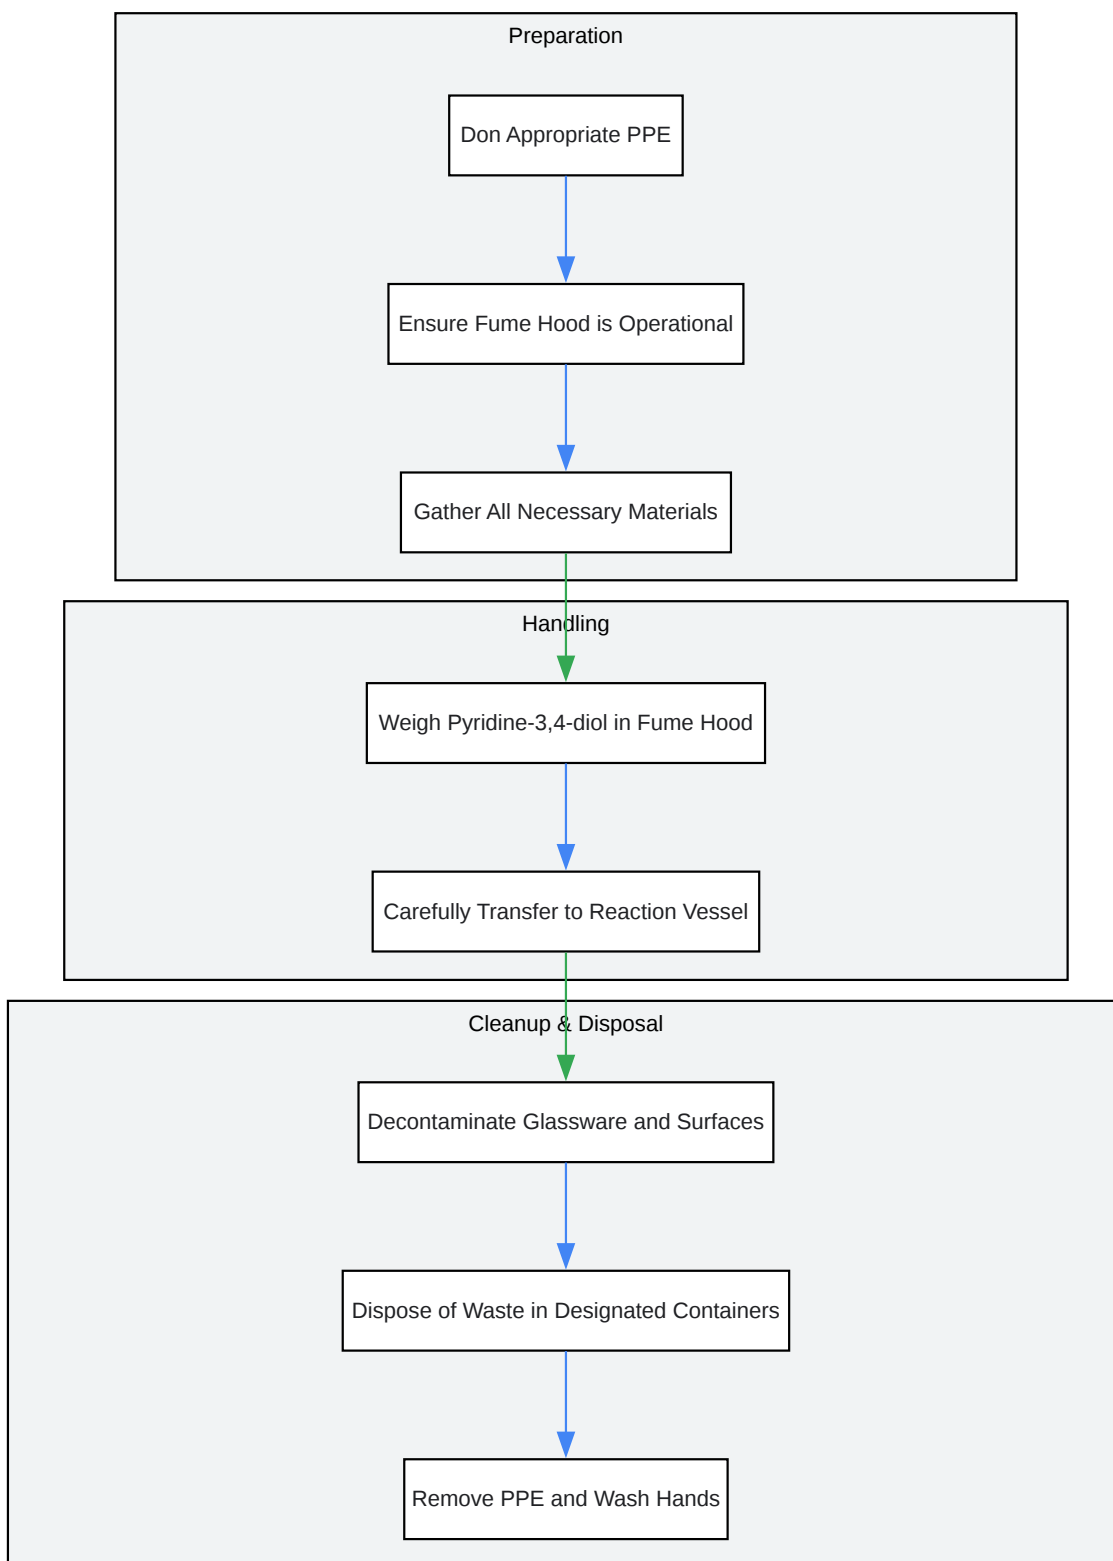 Preparation
Don Appropriate PPE
Ensure Fume Hood is Operational
Gather All Necessary Materials
Handling
Weigh Pyridine-3,4-diol in Fume Hood
Carefully Transfer to Reaction Vessel
Cleanup & Disposal
Decontaminate Glassware and Surfaces
Dispose of Waste in Designated Containers
Remove PPE and Wash Hands